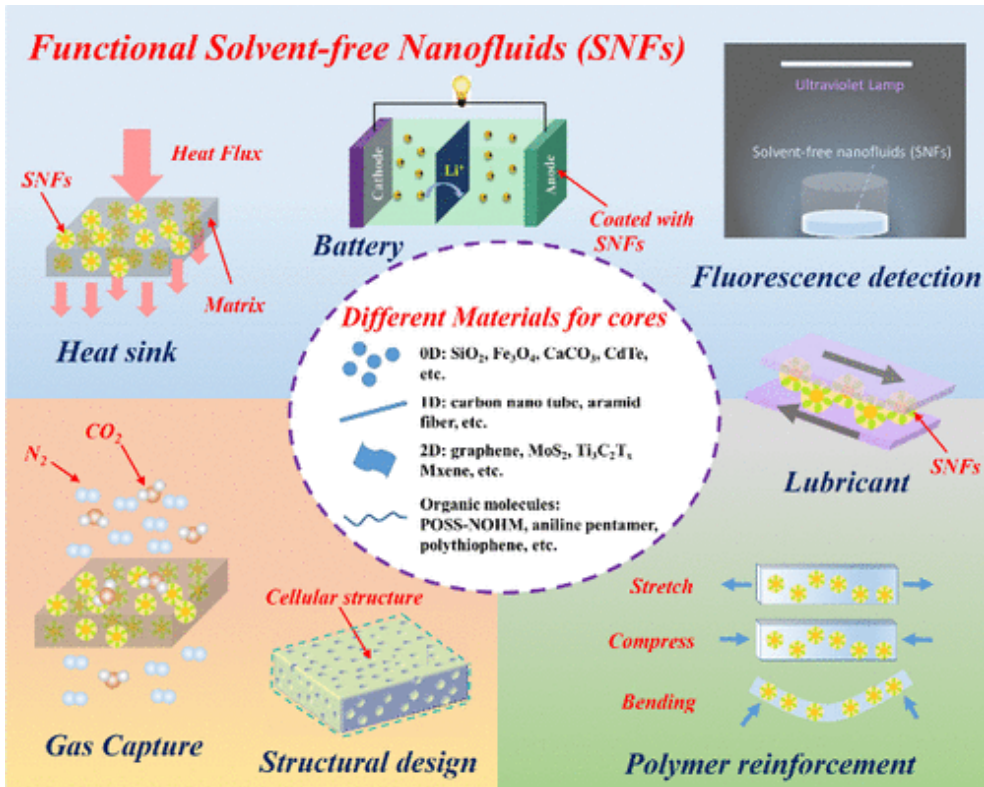 Functional Solvent-free Nanofluids (SNFs)
Heat Flux
SNFs
Matrix
Heat sink
Cathode
Li⁺
Anode
Coated with
SNFs
Battery
Ultraviolet Lamp
Solvent-free nanofluids (SNFs)
Fluorescence detection
Different Materials for cores
0D: SiO₂, Fe₃O₄, CaCO₃, CdTe,
etc.
1D: carbon nano tube, aramid
fiber, etc.
2D: graphene, MoS₂, Ti₃C₂Tₓ
Mxene, etc.
Organic molecules:
POSS-NOHM, aniline pentamer,
polythiophene, etc.
SNFs
Lubricant
CO₂
N₂
Gas Capture
Cellular structure
Structural design
Stretch
Compress
Bending
Polymer reinforcement